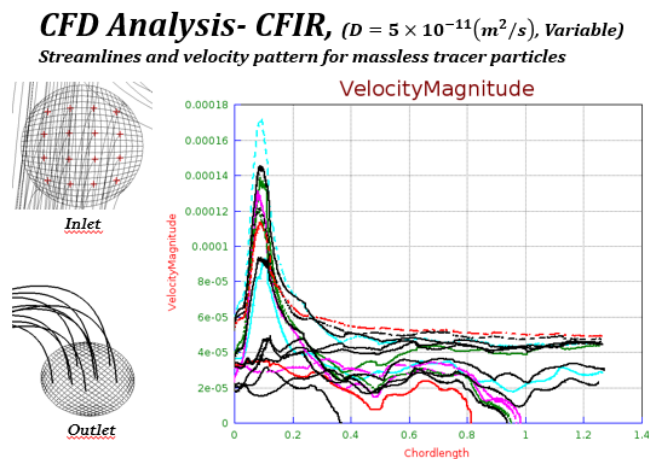 CFD Analysis- CFIR, (D = 5 × 10⁻¹¹(m²/s), Variable)
Streamlines and velocity pattern for massless tracer particles
Inlet
Outlet
VelocityMagnitude
VelocityMagnitude
0.00018
0.00016
0.00014
0.00012
0.0001
8e-05
6e-05
4e-05
2e-05
0
0 0.2 0.4 0.6 0.8 1 1.2 1.4
Chordlength